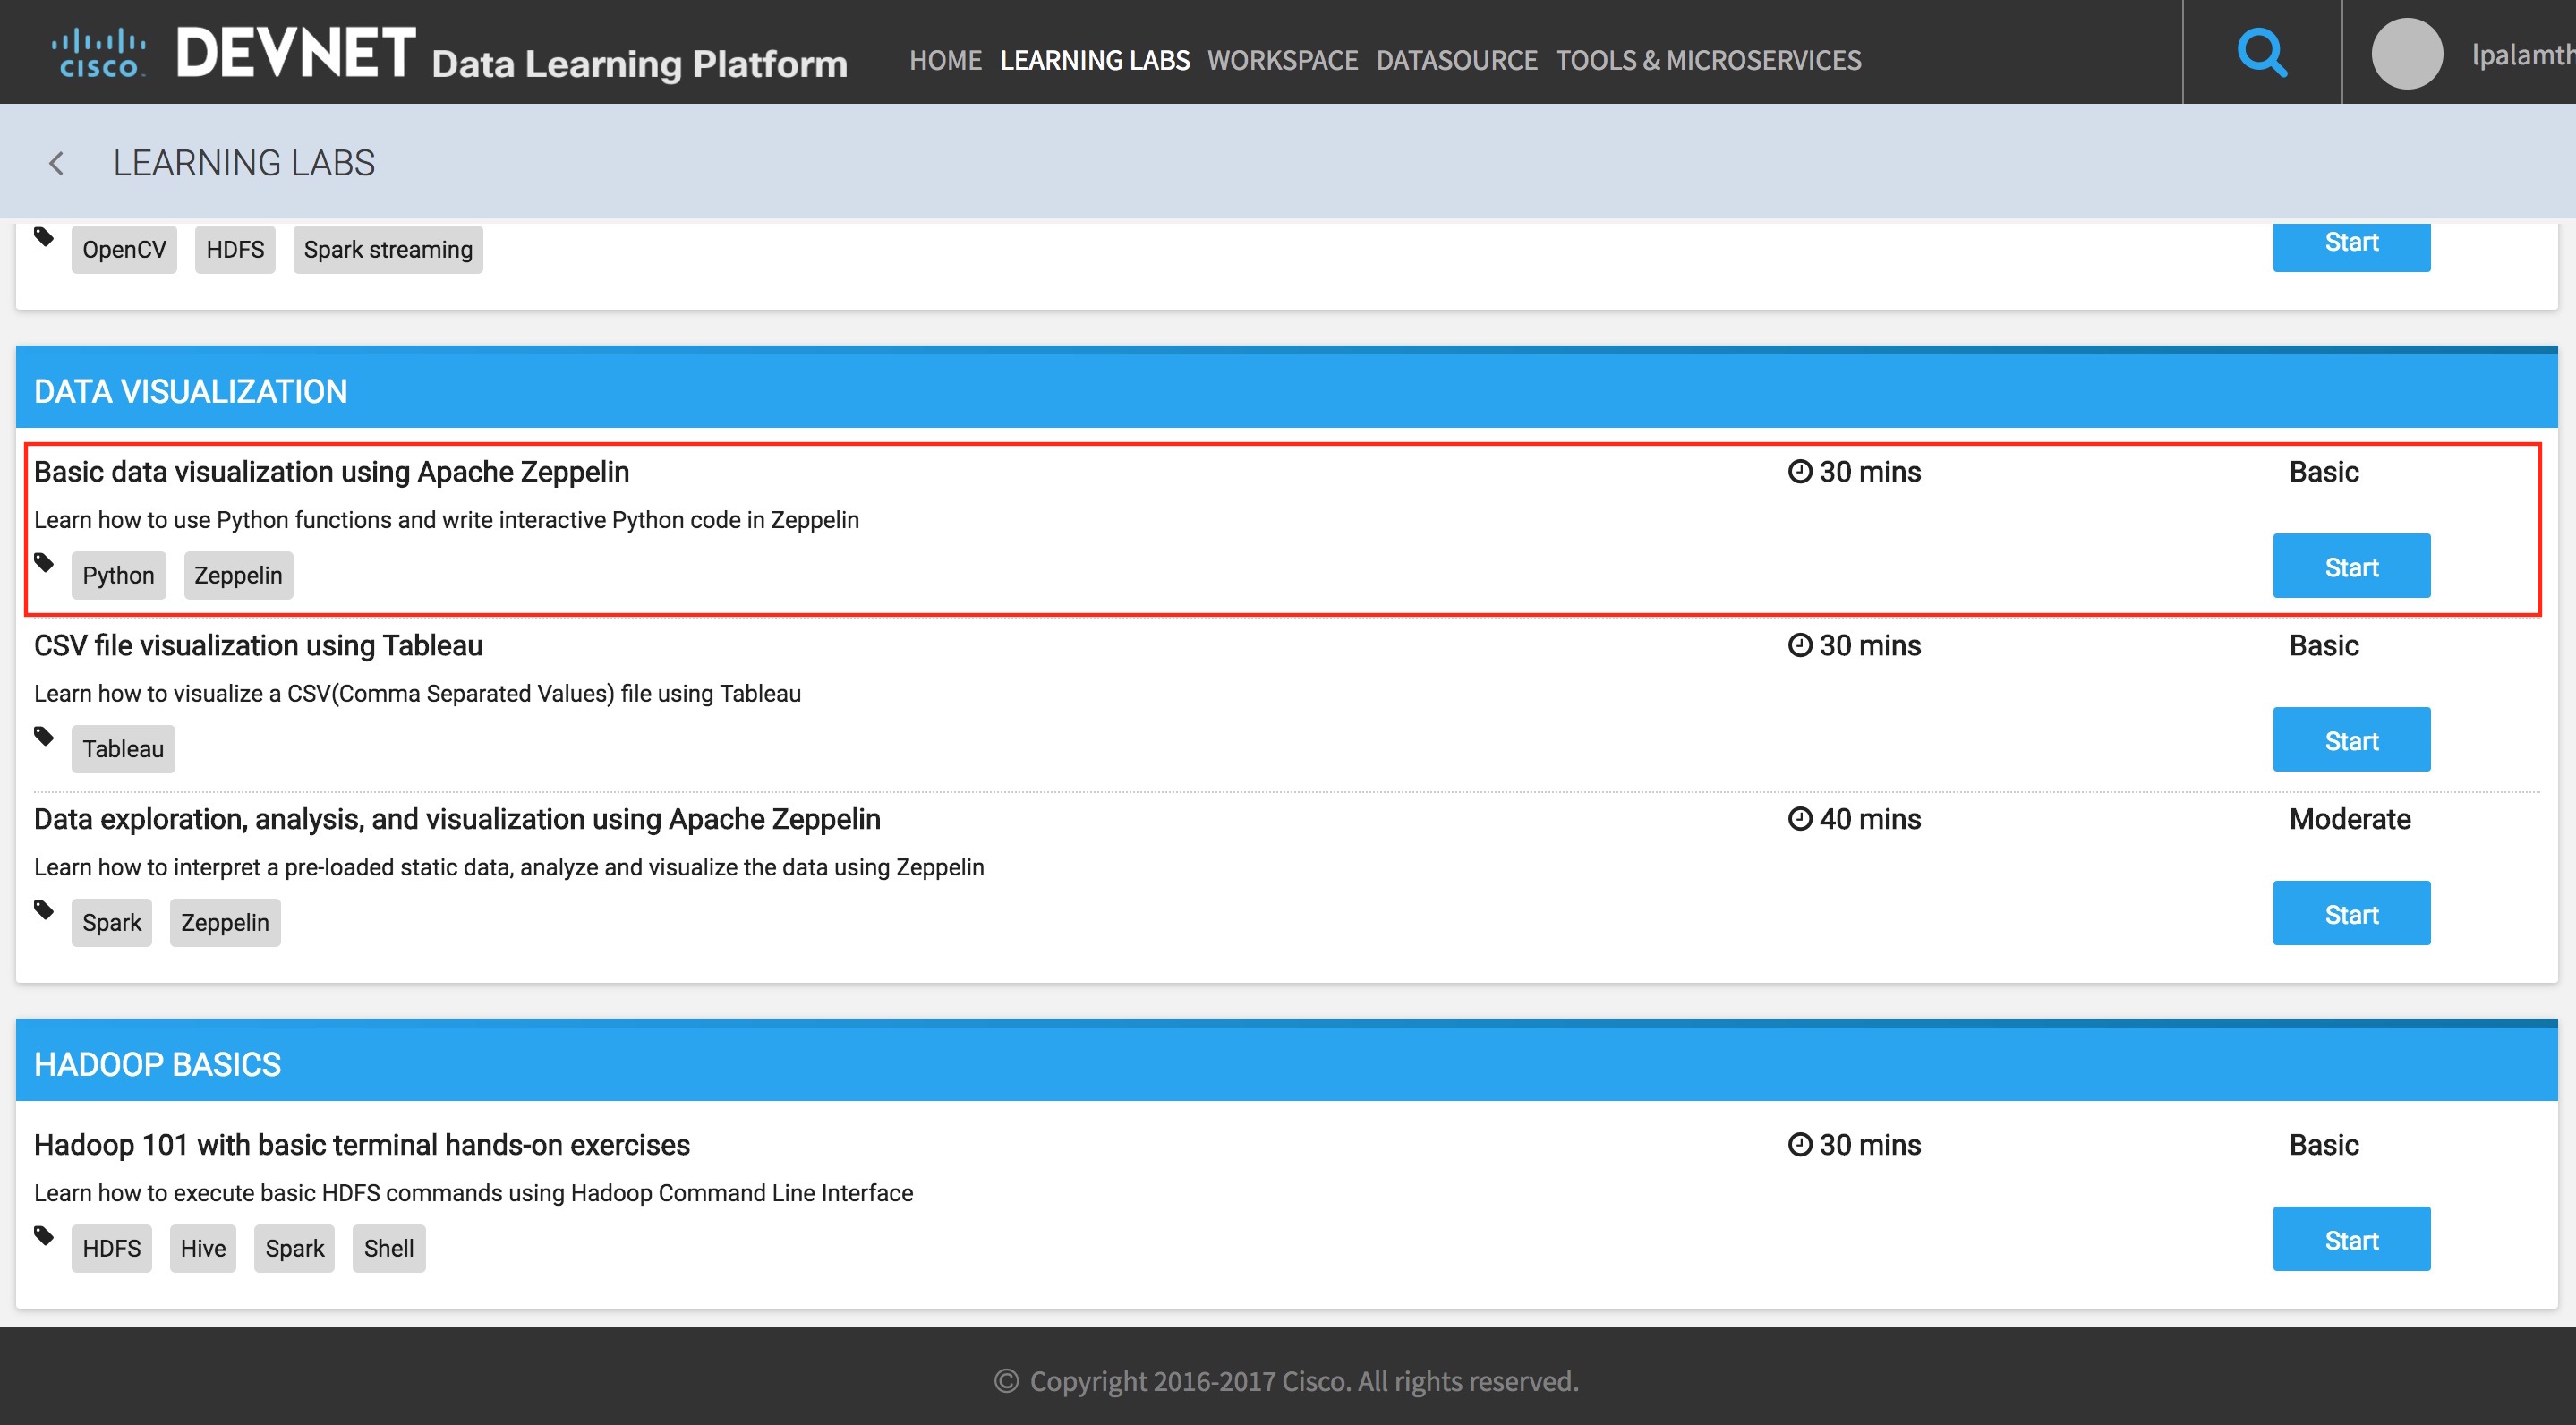 CISCO DEVNET Data Learning Platform HOME LEARNING LABS WORKSPACE DATASOURCE TOOLS & MICROSERVICES lpalamth
LEARNING LABS
OpenCV HDFS Spark streaming Start
DATA VISUALIZATION
Basic data visualization using Apache Zeppelin 30 mins Basic
Learn how to use Python functions and write interactive Python code in Zeppelin
Python Zeppelin Start
CSV file visualization using Tableau 30 mins Basic
Learn how to visualize a CSV(Comma Separated Values) file using Tableau
Tableau Start
Data exploration, analysis, and visualization using Apache Zeppelin 40 mins Moderate
Learn how to interpret a pre-loaded static data, analyze and visualize the data using Zeppelin
Spark Zeppelin Start
HADOOP BASICS
Hadoop 101 with basic terminal hands-on exercises 30 mins Basic
Learn how to execute basic HDFS commands using Hadoop Command Line Interface
HDFS Hive Spark Shell Start
© Copyright 2016-2017 Cisco. All rights reserved.